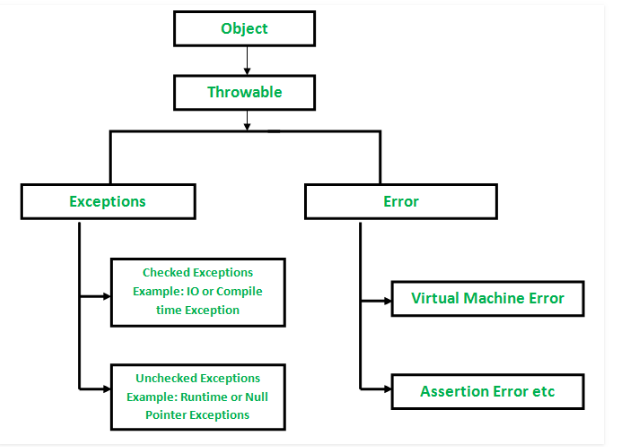 Object
Throwable
Exceptions
Error
Checked Exceptions
Example: IO or Compile
time Exception
Virtual Machine Error
Unchecked Exceptions
Example: Runtime or Null
Pointer Exceptions
Assertion Error etc